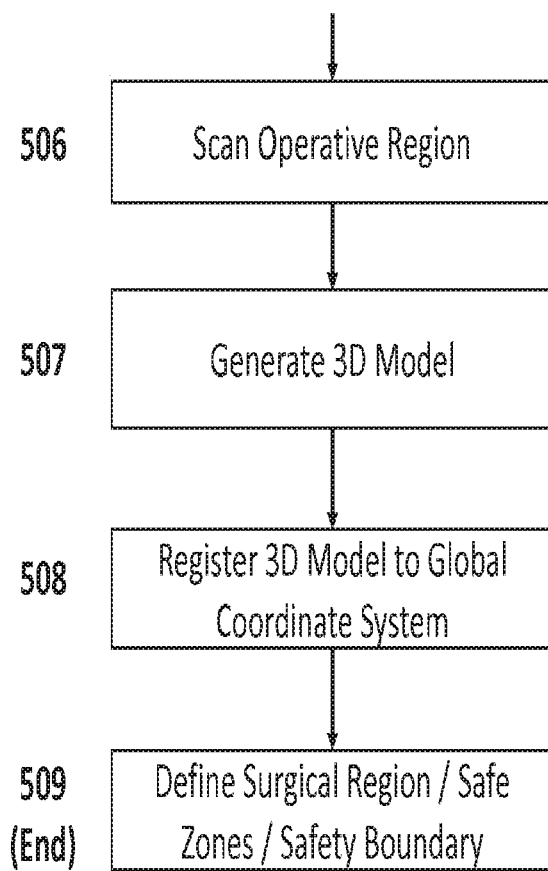 506
Scan Operative Region
507
Generate 3D Model
508
Register 3D Model to Global
Coordinate System
509
(End)
Define Surgical Region / Safe
Zones / Safety Boundary